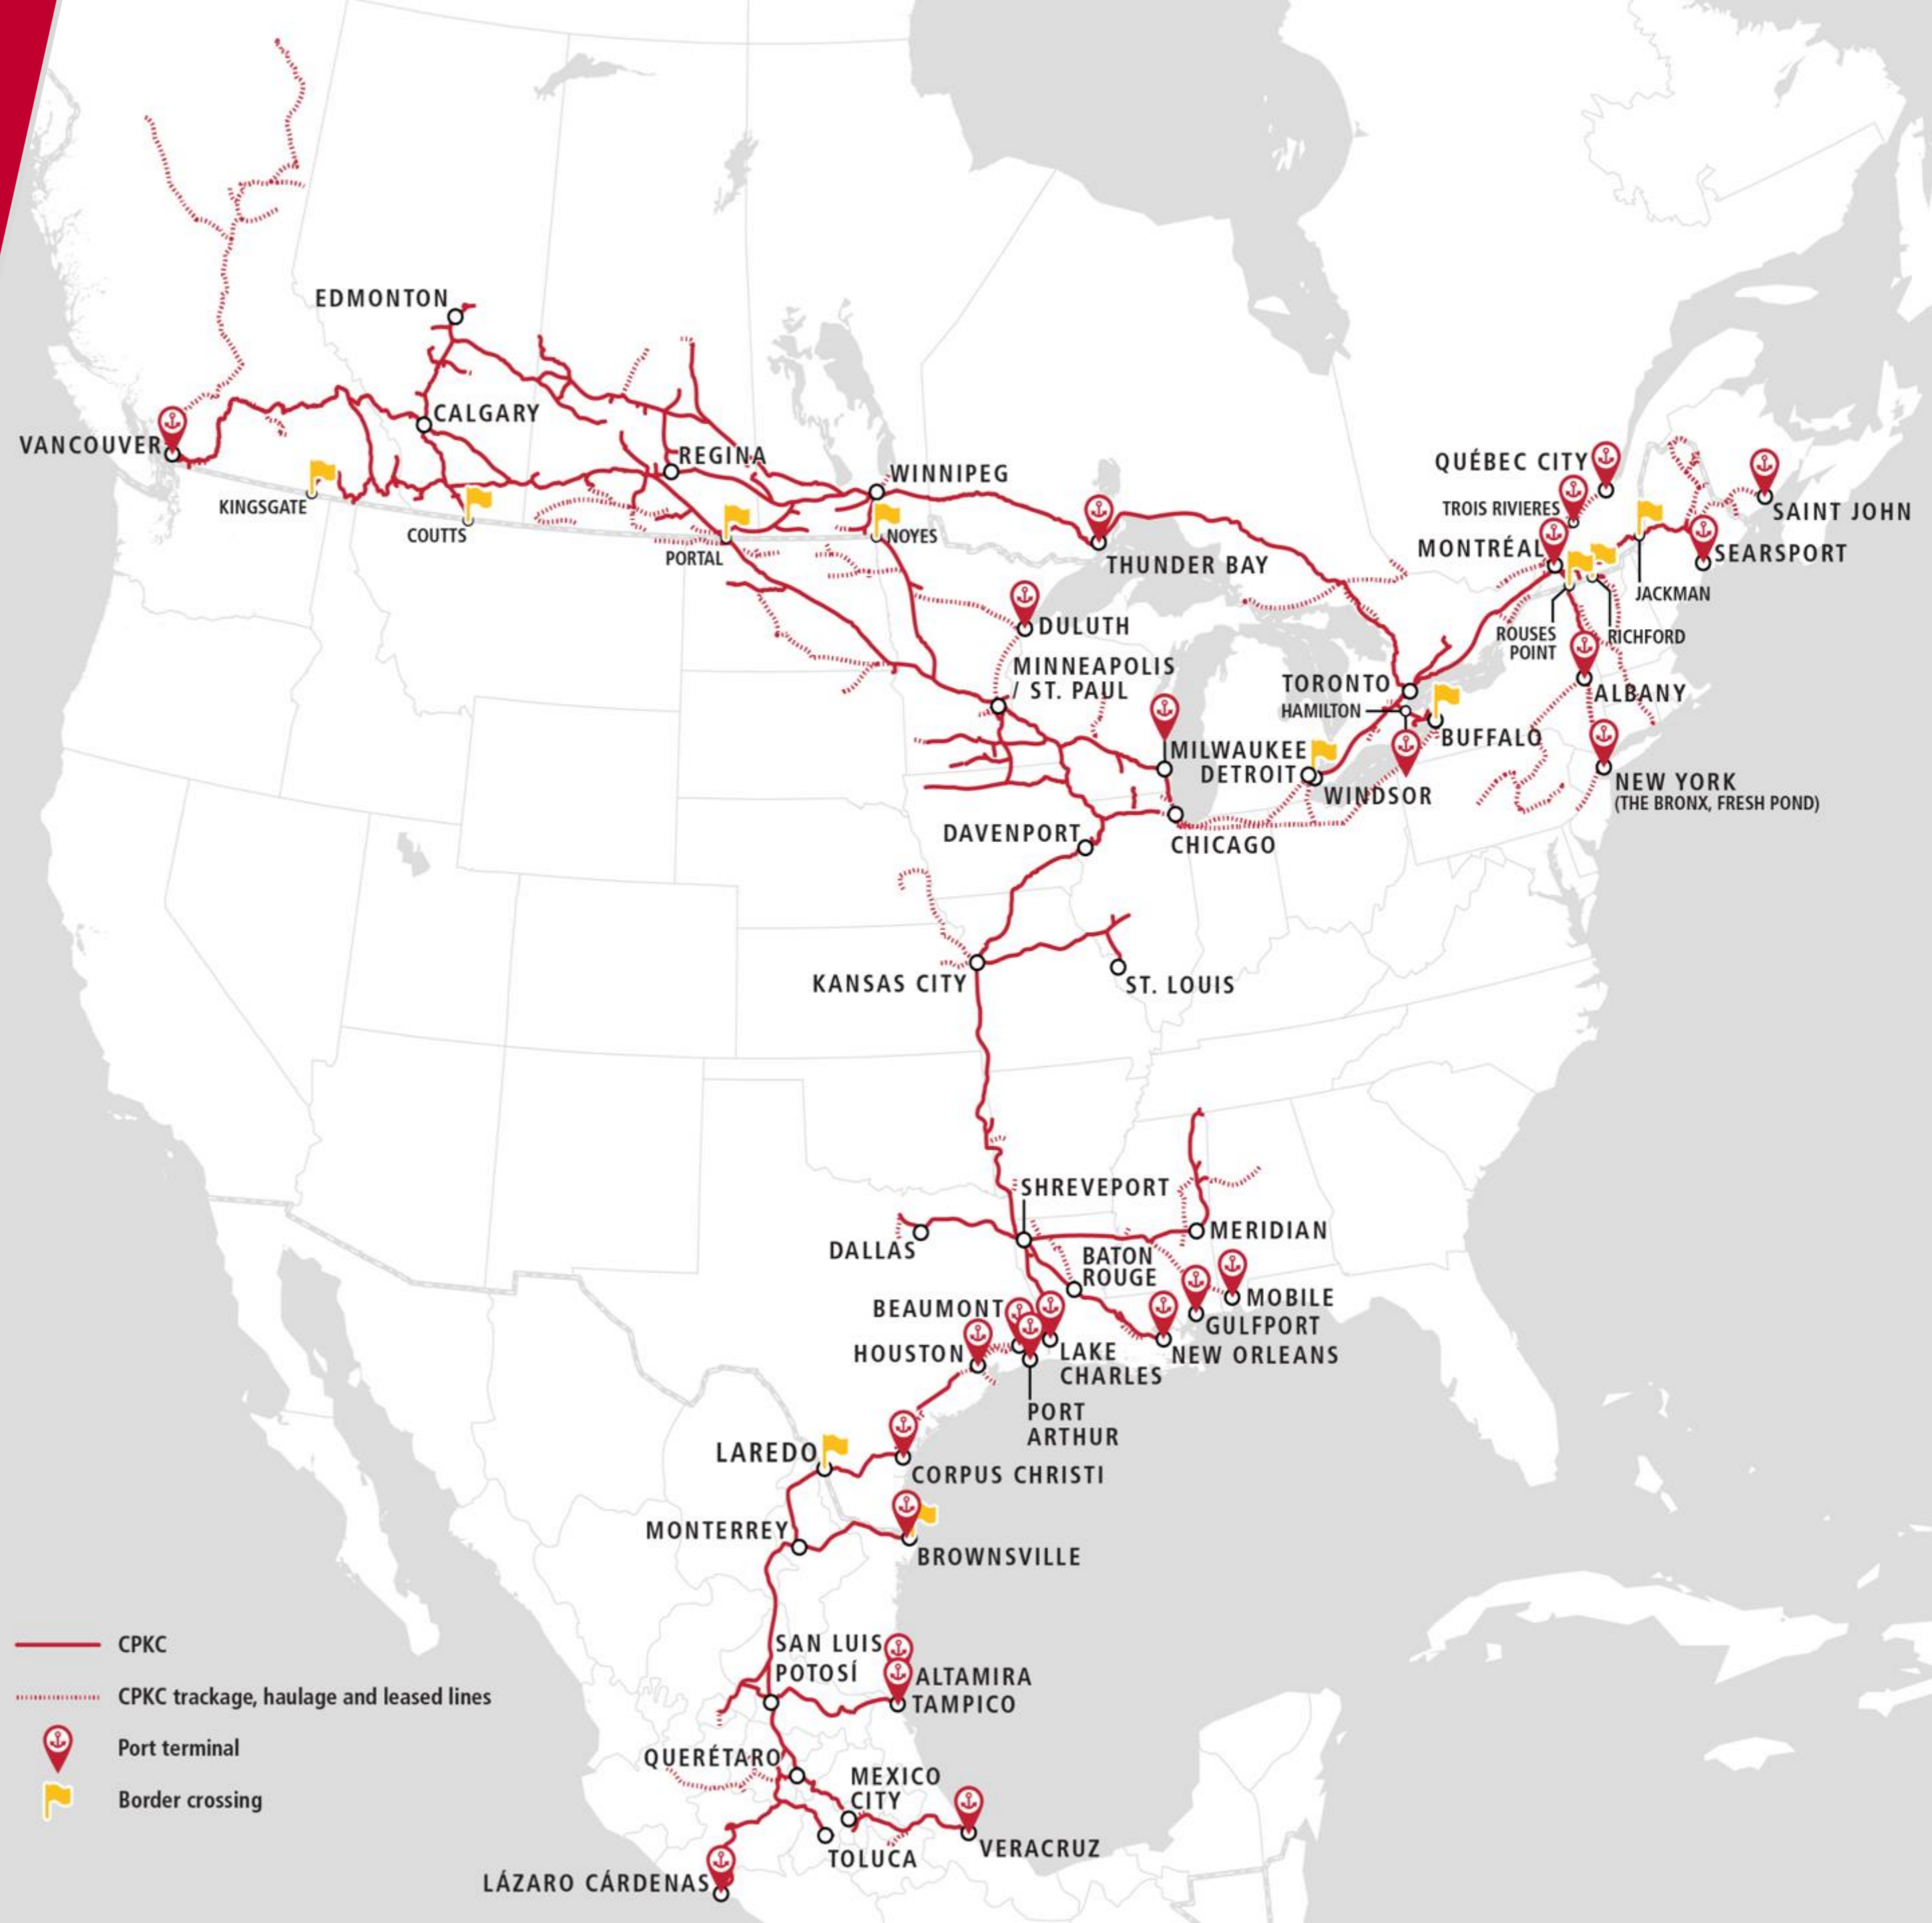 EDMONTON
CALGARY
VANCOUVER
REGINA
WINNIPEG
KINGSGATE
COUTTS
PORTAL
NOYES
THUNDER BAY
DULUTH
MINNEAPOLIS
/ ST. PAUL
QUÉBEC CITY
TROIS RIVIERES
MONTRÉAL
SAINT JOHN
SEARSPORT
JACKMAN
ROUSES
POINT
RICHFORD
TORONTO
HAMILTON
ALBANY
BUFFALO
MILWAUKEE
DETROIT
WINDSOR
NEW YORK
(THE BRONX, FRESH POND)
DAVENPORT
CHICAGO
KANSAS CITY
ST. LOUIS
SHREVEPORT
DALLAS
MERIDIAN
BATON
ROUGE
BEAUMONT
MOBILE
GULFPORT
HOUSTON
LAKE
CHARLES
NEW ORLEANS
PORT
ARTHUR
LAREDO
CORPUS CHRISTI
MONTERREY
BROWNSVILLE
SAN LUIS
POTOSÍ
ALTAMIRA
TAMPICO
QUERÉTARO
MEXICO
CITY
TOLUCA
VERACRUZ
LÁZARO CÁRDENAS
CPKC
CPKC trackage, haulage and leased lines
Port terminal
Border crossing